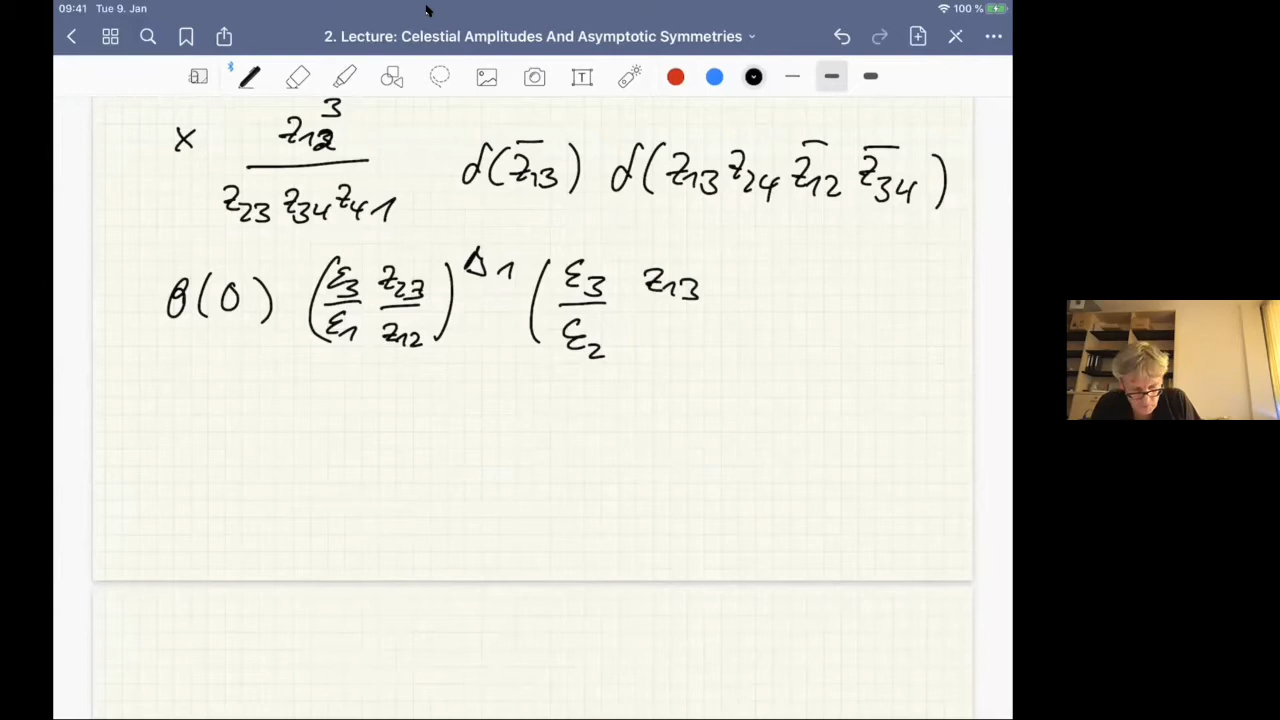 09:41 Tue 9. Jan 100 %
2. Lecture: Celestial Amplitudes And Asymptotic Symmetries
T
× z₁₂³ / (z₂₃ z₃₄ z₄₁) δ(z̄₁₃) δ(z₁₃ z₂₄ z̄₁₂ z̄₃₄)
θ(0) (ε₃/ε₁ z₂₃/z₁₂)^Δ₁ (ε₃/ε₂ z₁₃